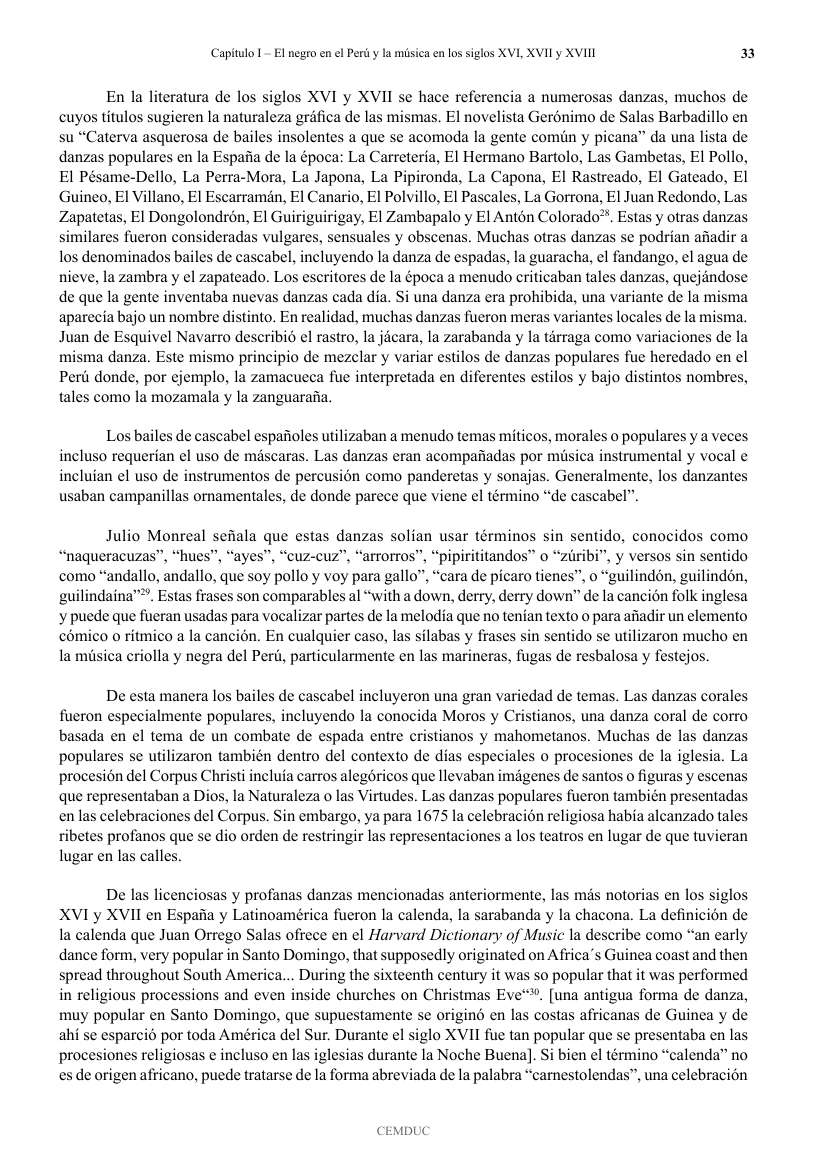 Capítulo I – El negro en el Perú y la música en los siglos XVI, XVII y XVIII 33
En la literatura de los siglos XVI y XVII se hace referencia a numerosas danzas, muchos de
cuyos títulos sugieren la naturaleza gráfica de las mismas. El novelista Gerónimo de Salas Barbadillo en
su “Caterva asquerosa de bailes insolentes a que se acomoda la gente común y picana” da una lista de
danzas populares en la España de la época: La Carretería, El Hermano Bartolo, Las Gambetas, El Pollo,
El Pésame-Dello, La Perra-Mora, La Japona, La Pipironda, La Capona, El Rastreado, El Gateado, El
Guineo, El Villano, El Escarramán, El Canario, El Polvillo, El Pascales, La Gorrona, El Juan Redondo, Las
Zapatetas, El Dongolondrón, El Guiriguirigay, El Zambapalo y El Antón Colorado28. Estas y otras danzas
similares fueron consideradas vulgares, sensuales y obscenas. Muchas otras danzas se podrían añadir a
los denominados bailes de cascabel, incluyendo la danza de espadas, la guaracha, el fandango, el agua de
nieve, la zambra y el zapateado. Los escritores de la época a menudo criticaban tales danzas, quejándose
de que la gente inventaba nuevas danzas cada día. Si una danza era prohibida, una variante de la misma
aparecía bajo un nombre distinto. En realidad, muchas danzas fueron meras variantes locales de la misma.
Juan de Esquivel Navarro describió el rastro, la jácara, la zarabanda y la tárraga como variaciones de la
misma danza. Este mismo principio de mezclar y variar estilos de danzas populares fue heredado en el
Perú donde, por ejemplo, la zamacueca fue interpretada en diferentes estilos y bajo distintos nombres,
tales como la mozamala y la zanguaraña.
Los bailes de cascabel españoles utilizaban a menudo temas míticos, morales o populares y a veces
incluso requerían el uso de máscaras. Las danzas eran acompañadas por música instrumental y vocal e
incluían el uso de instrumentos de percusión como panderetas y sonajas. Generalmente, los danzantes
usaban campanillas ornamentales, de donde parece que viene el término “de cascabel”.
Julio Monreal señala que estas danzas solían usar términos sin sentido, conocidos como
“naqueracuzas”, “hues”, “ayes”, “cuz-cuz”, “arrorros”, “pipirititandos” o “zúribi”, y versos sin sentido
como “andallo, andallo, que soy pollo y voy para gallo”, “cara de pícaro tienes”, o “guilindón, guilindón,
guilindaína”29. Estas frases son comparables al “with a down, derry, derry down” de la canción folk inglesa
y puede que fueran usadas para vocalizar partes de la melodía que no tenían texto o para añadir un elemento
cómico o rítmico a la canción. En cualquier caso, las sílabas y frases sin sentido se utilizaron mucho en
la música criolla y negra del Perú, particularmente en las marineras, fugas de resbalosa y festejos.
De esta manera los bailes de cascabel incluyeron una gran variedad de temas. Las danzas corales
fueron especialmente populares, incluyendo la conocida Moros y Cristianos, una danza coral de corro
basada en el tema de un combate de espada entre cristianos y mahometanos. Muchas de las danzas
populares se utilizaron también dentro del contexto de días especiales o procesiones de la iglesia. La
procesión del Corpus Christi incluía carros alegóricos que llevaban imágenes de santos o figuras y escenas
que representaban a Dios, la Naturaleza o las Virtudes. Las danzas populares fueron también presentadas
en las celebraciones del Corpus. Sin embargo, ya para 1675 la celebración religiosa había alcanzado tales
ribetes profanos que se dio orden de restringir las representaciones a los teatros en lugar de que tuvieran
lugar en las calles.
De las licenciosas y profanas danzas mencionadas anteriormente, las más notorias en los siglos
XVI y XVII en España y Latinoamérica fueron la calenda, la sarabanda y la chacona. La definición de
la calenda que Juan Orrego Salas ofrece en el Harvard Dictionary of Music la describe como “an early
dance form, very popular in Santo Domingo, that supposedly originated on Africa´s Guinea coast and then
spread throughout South America... During the sixteenth century it was so popular that it was performed
in religious processions and even inside churches on Christmas Eve“30. [una antigua forma de danza,
muy popular en Santo Domingo, que supuestamente se originó en las costas africanas de Guinea y de
ahí se esparció por toda América del Sur. Durante el siglo XVII fue tan popular que se presentaba en las
procesiones religiosas e incluso en las iglesias durante la Noche Buena]. Si bien el término “calenda” no
es de origen africano, puede tratarse de la forma abreviada de la palabra “carnestolendas”, una celebración
CEMDUC